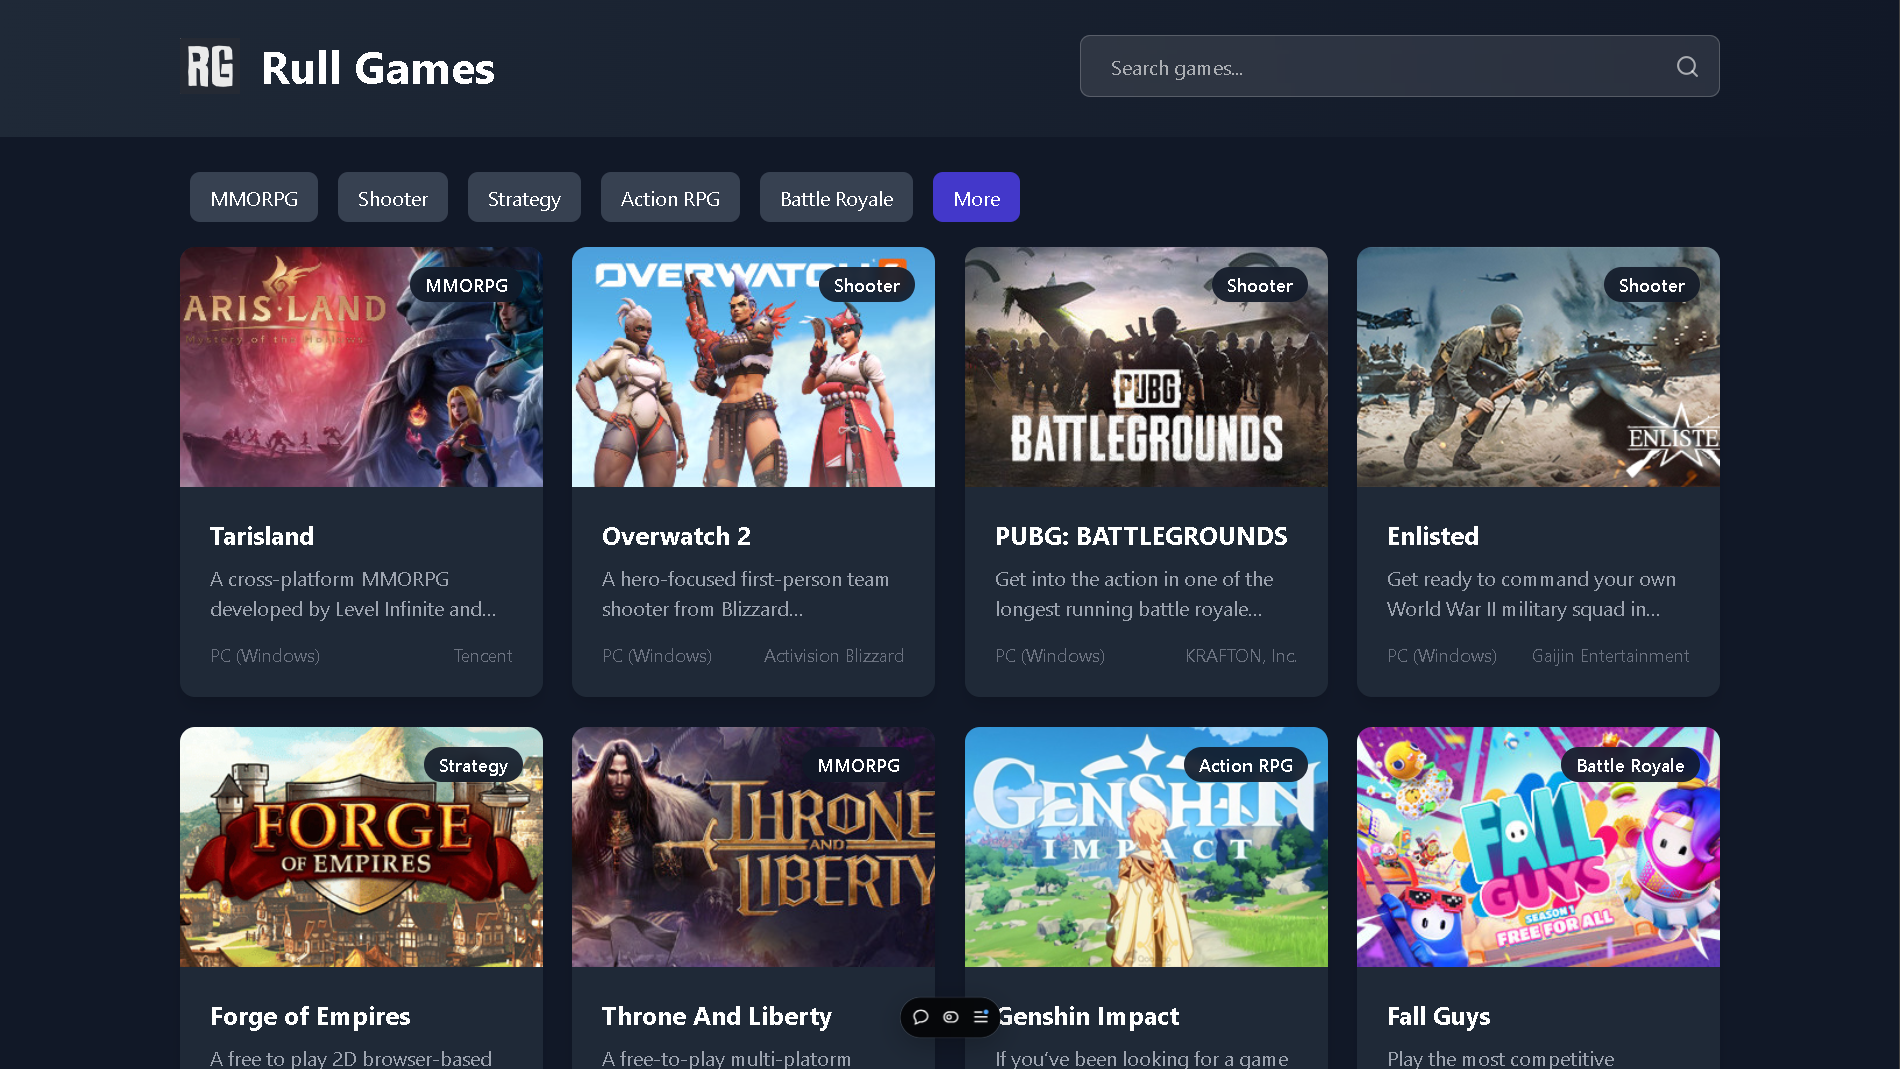 RG Rull Games
Search games...
MMORPG Shooter Strategy Action RPG Battle Royale More
MMORPG
ARIS·LAND
Mystery of the
Tarisland
A cross-platform MMORPG
developed by Level Infinite and...
PC (Windows) Tencent
OVERWATCH
Shooter
Overwatch 2
A hero-focused first-person team
shooter from Blizzard...
PC (Windows) Activision Blizzard
Shooter
PUBG
BATTLEGROUNDS
PUBG: BATTLEGROUNDS
Get into the action in one of the
longest running battle royale...
PC (Windows) KRAFTON, Inc.
Shooter
ENLISTE
Enlisted
Get ready to command your own
World War II military squad in...
PC (Windows) Gaijin Entertainment
Strategy
FORGE
OF EMPIRES
Forge of Empires
A free to play 2D browser-based
MMORPG
THRONE
AND
LIBERTY
Throne And Liberty
A free-to-play multi-platorm
Action RPG
GENSHIN
IMPACT
Genshin Impact
If you’ve been looking for a game
Battle Royale
FALL
GUYS
SEASON 1
FREE FOR ALL
Fall Guys
Play the most competitive